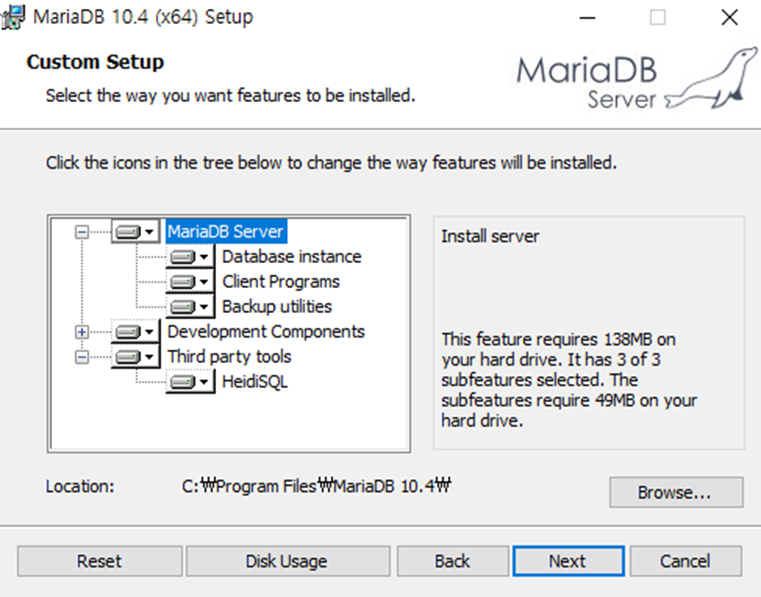 MariaDB 10.4 (x64) Setup
Custom Setup
Select the way you want features to be installed.
MariaDB
Server
Click the icons in the tree below to change the way features will be installed.
MariaDB Server
Database instance
Client Programs
Backup utilities
Development Components
Third party tools
HeidiSQL
Install server
This feature requires 138MB on
your hard drive. It has 3 of 3
subfeatures selected. The
subfeatures require 49MB on your
hard drive.
Location: C:₩Program Files₩MariaDB 10.4₩
Browse...
Reset
Disk Usage
Back
Next
Cancel